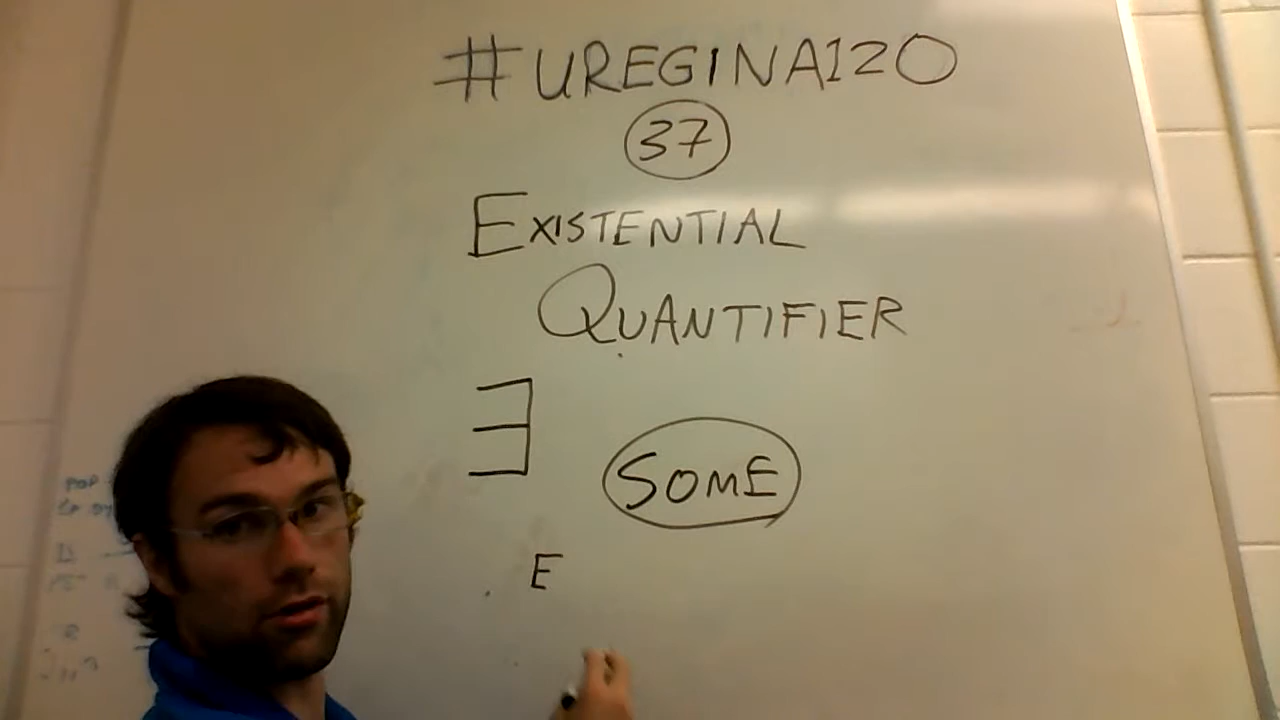 #UREGINA120
37
EXISTENTIAL
QUANTIFIER
∃ SOME
E